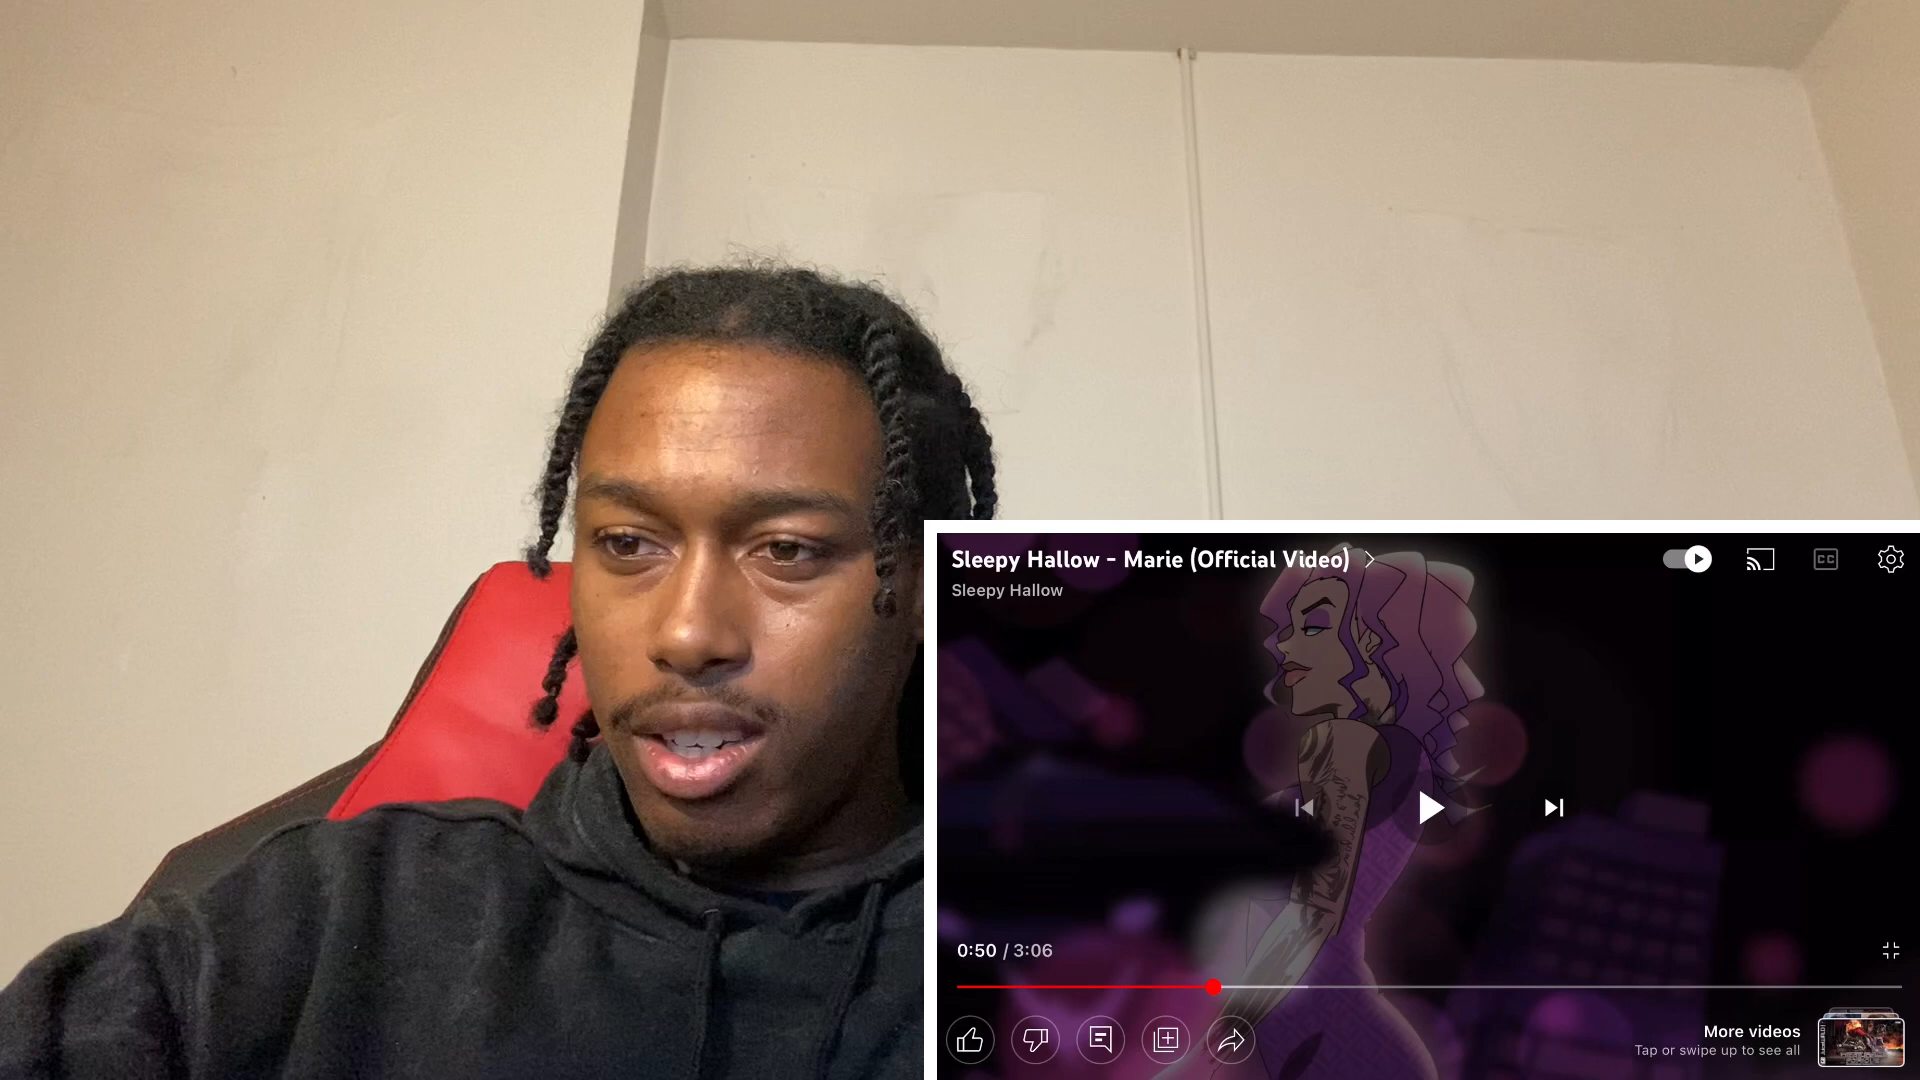 Sleepy Hallow - Marie (Official Video)
Sleepy Hallow
CC
0:50 / 3:06
More videos
Tap or swipe up to see all